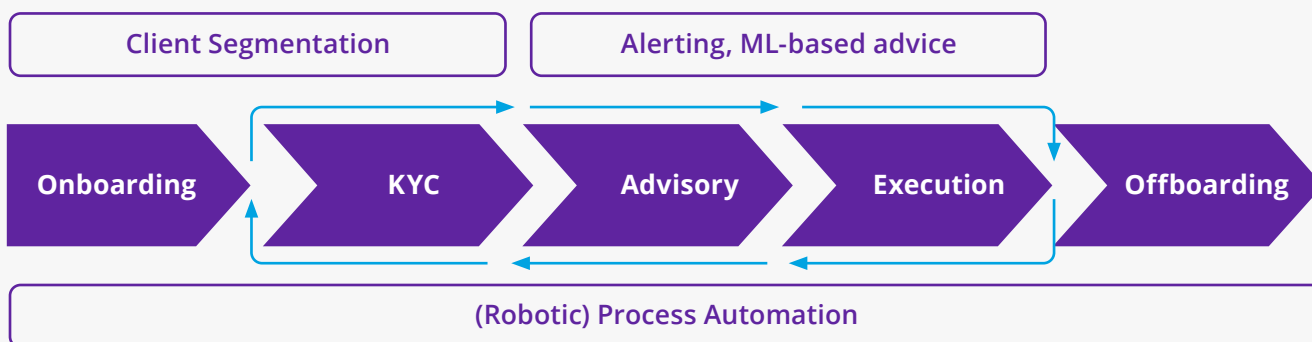 Client Segmentation
Alerting, ML-based advice
Onboarding
KYC
Advisory
Execution
Offboarding
(Robotic) Process Automation